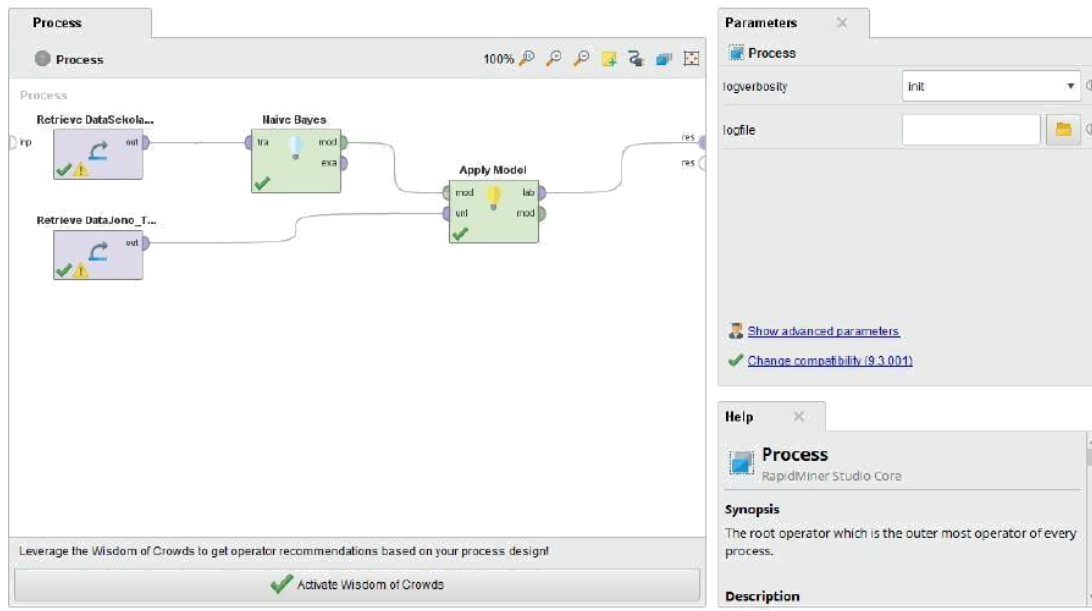 Process
Process
100%
Process
Retrieve DataSekola...
inp
out
Naive Bayes
tra
mod
exa
Apply Model
mod
unl
lab
mod
res
res
Retrieve DataJono_T...
out
Leverage the Wisdom of Crowds to get operator recommendations based on your process design!
Activate Wisdom of Crowds
Parameters
Process
logverbosity
init
logfile
Show advanced parameters
Change compatibility (9.3.001)
Help
Process
RapidMiner Studio Core
Synopsis
The root operator which is the outer most operator of every
process.
Description